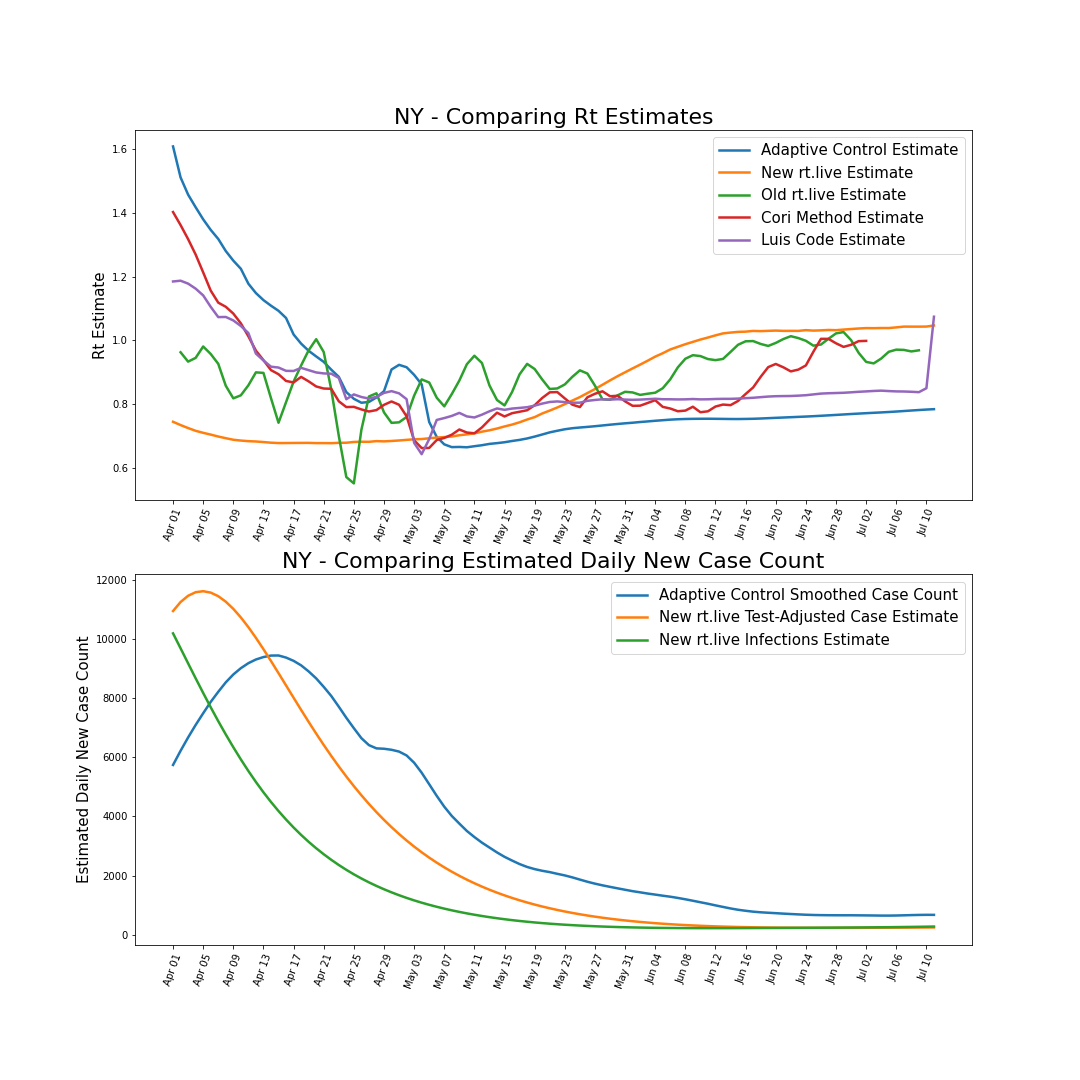 NY - Comparing Rt Estimates
Rt Estimate
1.6
1.4
1.2
1.0
0.8
0.6
Adaptive Control Estimate
New rt.live Estimate
Old rt.live Estimate
Cori Method Estimate
Luis Code Estimate
Apr 01
Apr 05
Apr 09
Apr 13
Apr 17
Apr 21
Apr 25
Apr 29
May 03
May 07
May 11
May 15
May 19
May 23
May 27
May 31
Jun 04
Jun 08
Jun 12
Jun 16
Jun 20
Jun 24
Jun 28
Jul 02
Jul 06
Jul 10
NY - Comparing Estimated Daily New Case Count
Estimated Daily New Case Count
12000
10000
8000
6000
4000
2000
0
Adaptive Control Smoothed Case Count
New rt.live Test-Adjusted Case Estimate
New rt.live Infections Estimate
Apr 01
Apr 05
Apr 09
Apr 13
Apr 17
Apr 21
Apr 25
Apr 29
May 03
May 07
May 11
May 15
May 19
May 23
May 27
May 31
Jun 04
Jun 08
Jun 12
Jun 16
Jun 20
Jun 24
Jun 28
Jul 02
Jul 06
Jul 10